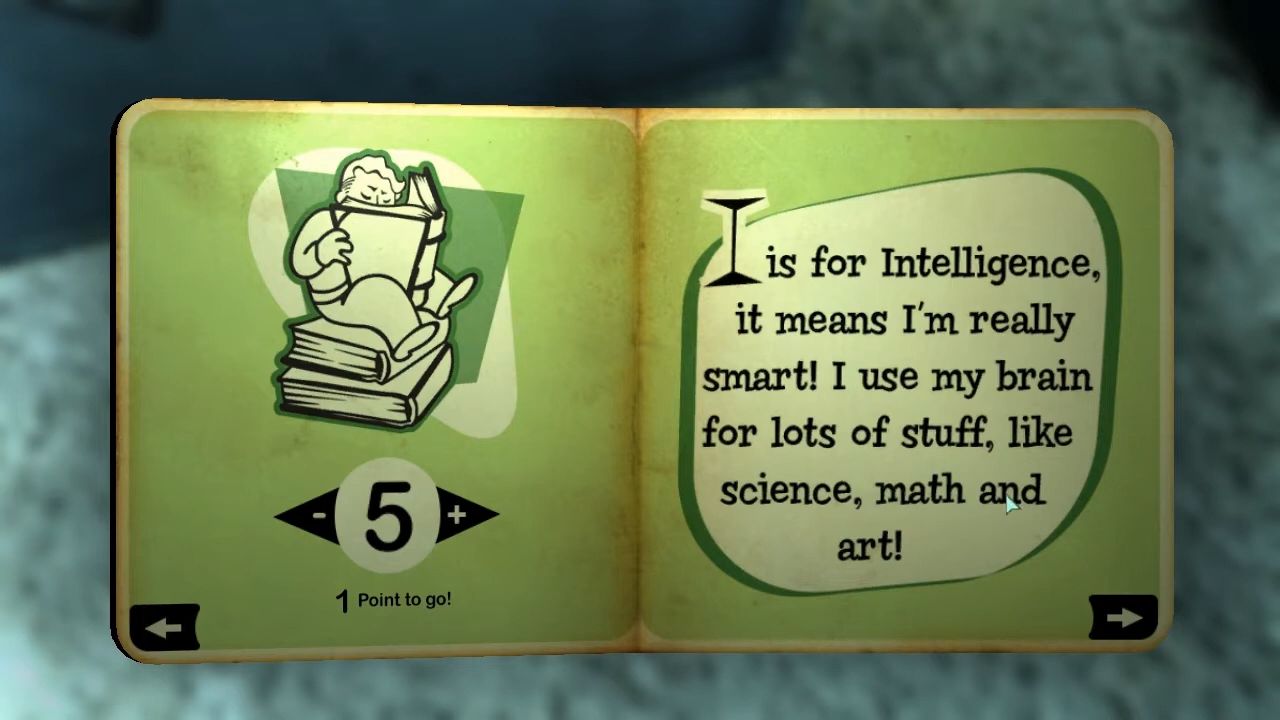 - 5 +
1 Point to go!
I is for Intelligence,
it means I'm really
smart! I use my brain
for lots of stuff, like
science, math and
art!